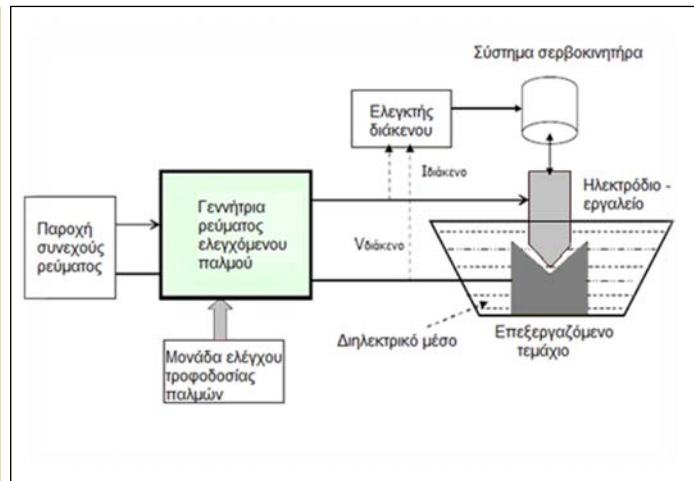 Σύστημα σερβοκινητήρα
Ελεγκτής
διάκενου
Iδιάκενο
Ηλεκτρόδιο -
εργαλείο
Παροχή
συνεχούς
ρεύματος
Γεννήτρια
ρεύματος
ελεγχόμενου
παλμού
Vδιάκενο
Διηλεκτρικό μέσο
Επεξεργαζόμενο
τεμάχιο
Μονάδα ελέγχου
τροφοδοσίας
παλμών